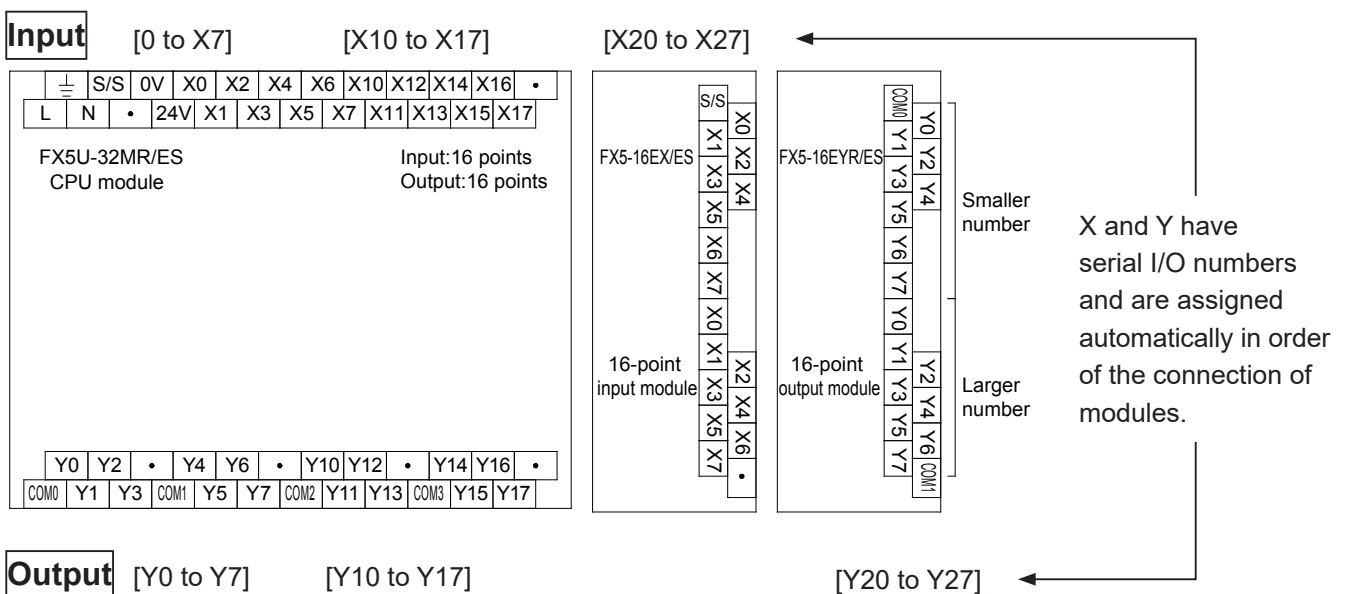 Input [0 to X7] [X10 to X17] [X20 to X27]
S/S 0V X0 X2 X4 X6 X10 X12 X14 X16 •
L N • 24V X1 X3 X5 X7 X11 X13 X15 X17
FX5U-32MR/ES
CPU module
Input:16 points
Output:16 points
Y0 Y2 • Y4 Y6 • Y10 Y12 • Y14 Y16 •
COM0 Y1 Y3 COM1 Y5 Y7 COM2 Y11 Y13 COM3 Y15 Y17
FX5-16EX/ES
16-point
input module
S/S X1 X3 X5 X6 X7 X0 X1 X3 X5 X7
X0 X2 X4
X2 X4 X6 •
FX5-16EYR/ES
16-point
output module
COM0 Y1 Y3 Y5 Y6 Y7 Y0 Y1 Y3 Y5 Y7
Y0 Y2 Y4
Y2 Y4 Y6 COM1
Smaller
number
Larger
number
X and Y have
serial I/O numbers
and are assigned
automatically in order
of the connection of
modules.
Output [Y0 to Y7] [Y10 to Y17] [Y20 to Y27]